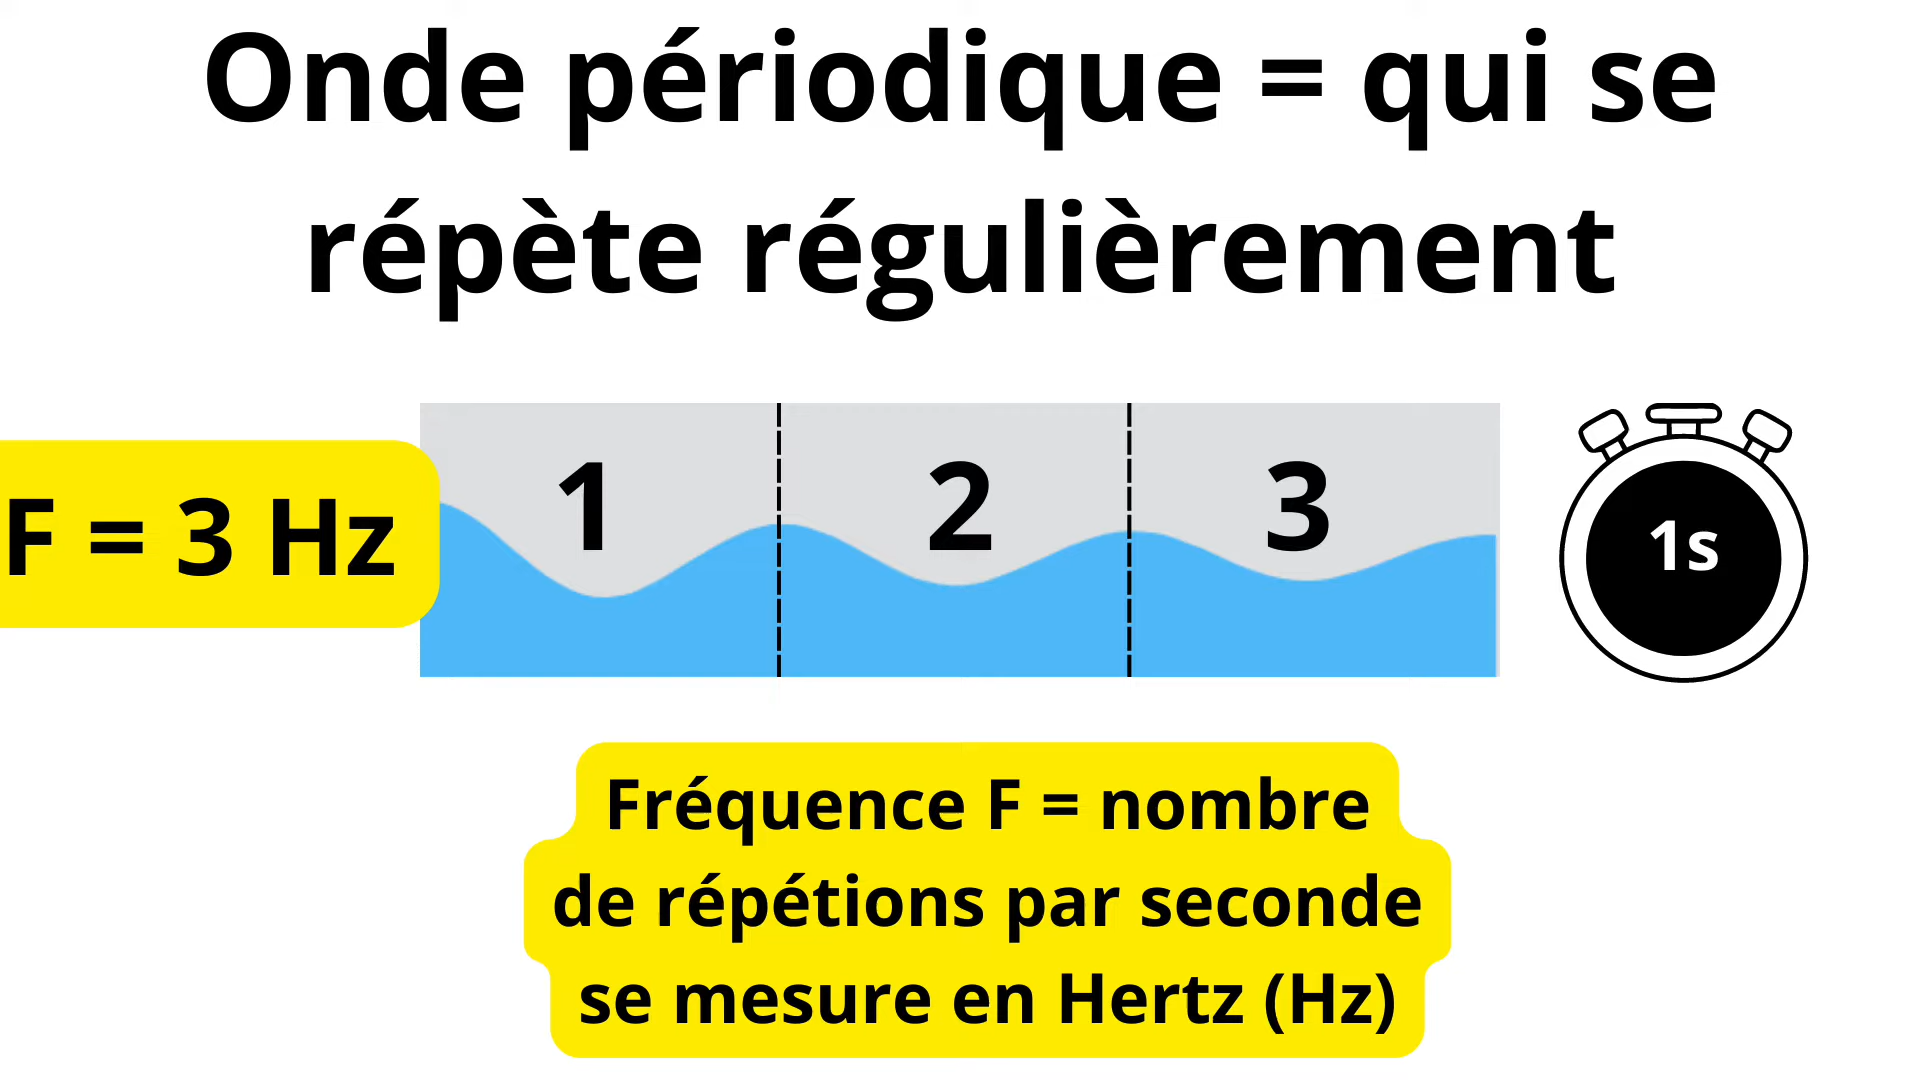 Onde périodique = qui se
répète régulièrement
F = 3 Hz
1
2
3
1s
Fréquence F = nombre
de répétions par seconde
se mesure en Hertz (Hz)